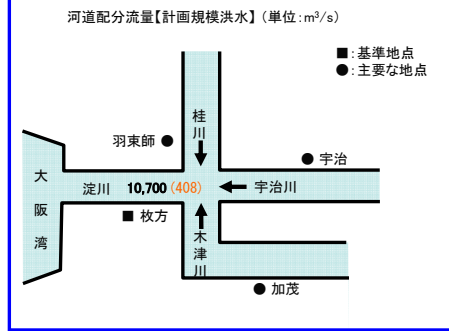 河道配分流量【計画規模洪水】(単位:m³/s)
■:基準地点
●:主要な地点
桂川
羽束師 ●
● 宇治
大阪湾
淀川 10,700 (408)
宇治川
■ 枚方
木津川
● 加茂